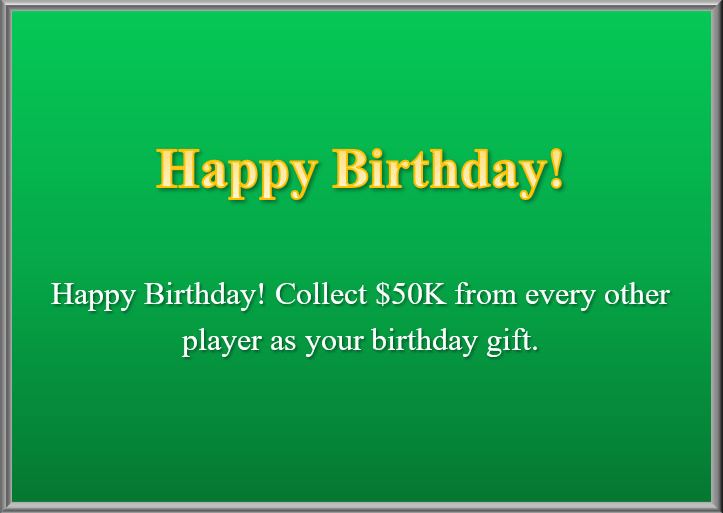 Happy Birthday!
Happy Birthday! Collect $50K from every other
player as your birthday gift.